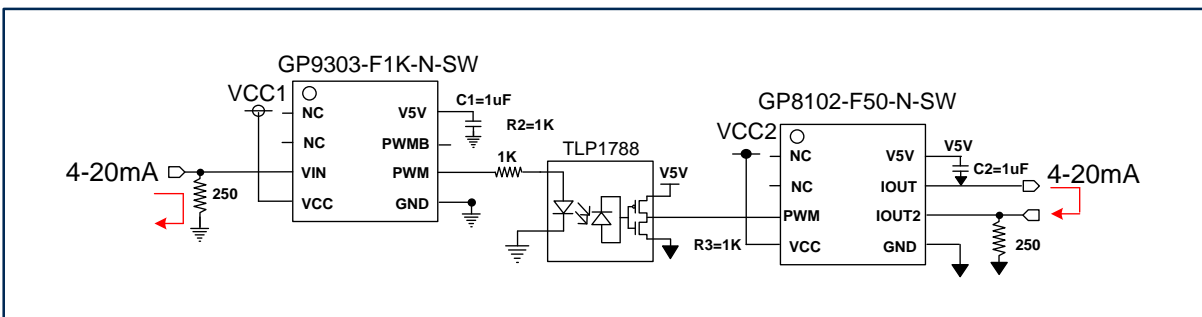 GP9303-F1K-N-SW
VCC1
NC
V5V
C1=1uF
NC
PWMB
R2=1K
4-20mA
VIN
PWM
1K
250
VCC
GND
TLP1788
V5V
R3=1K
GP8102-F50-N-SW
VCC2
NC
V5V
V5V
C2=1uF
NC
IOUT
4-20mA
PWM
IOUT2
VCC
GND
250